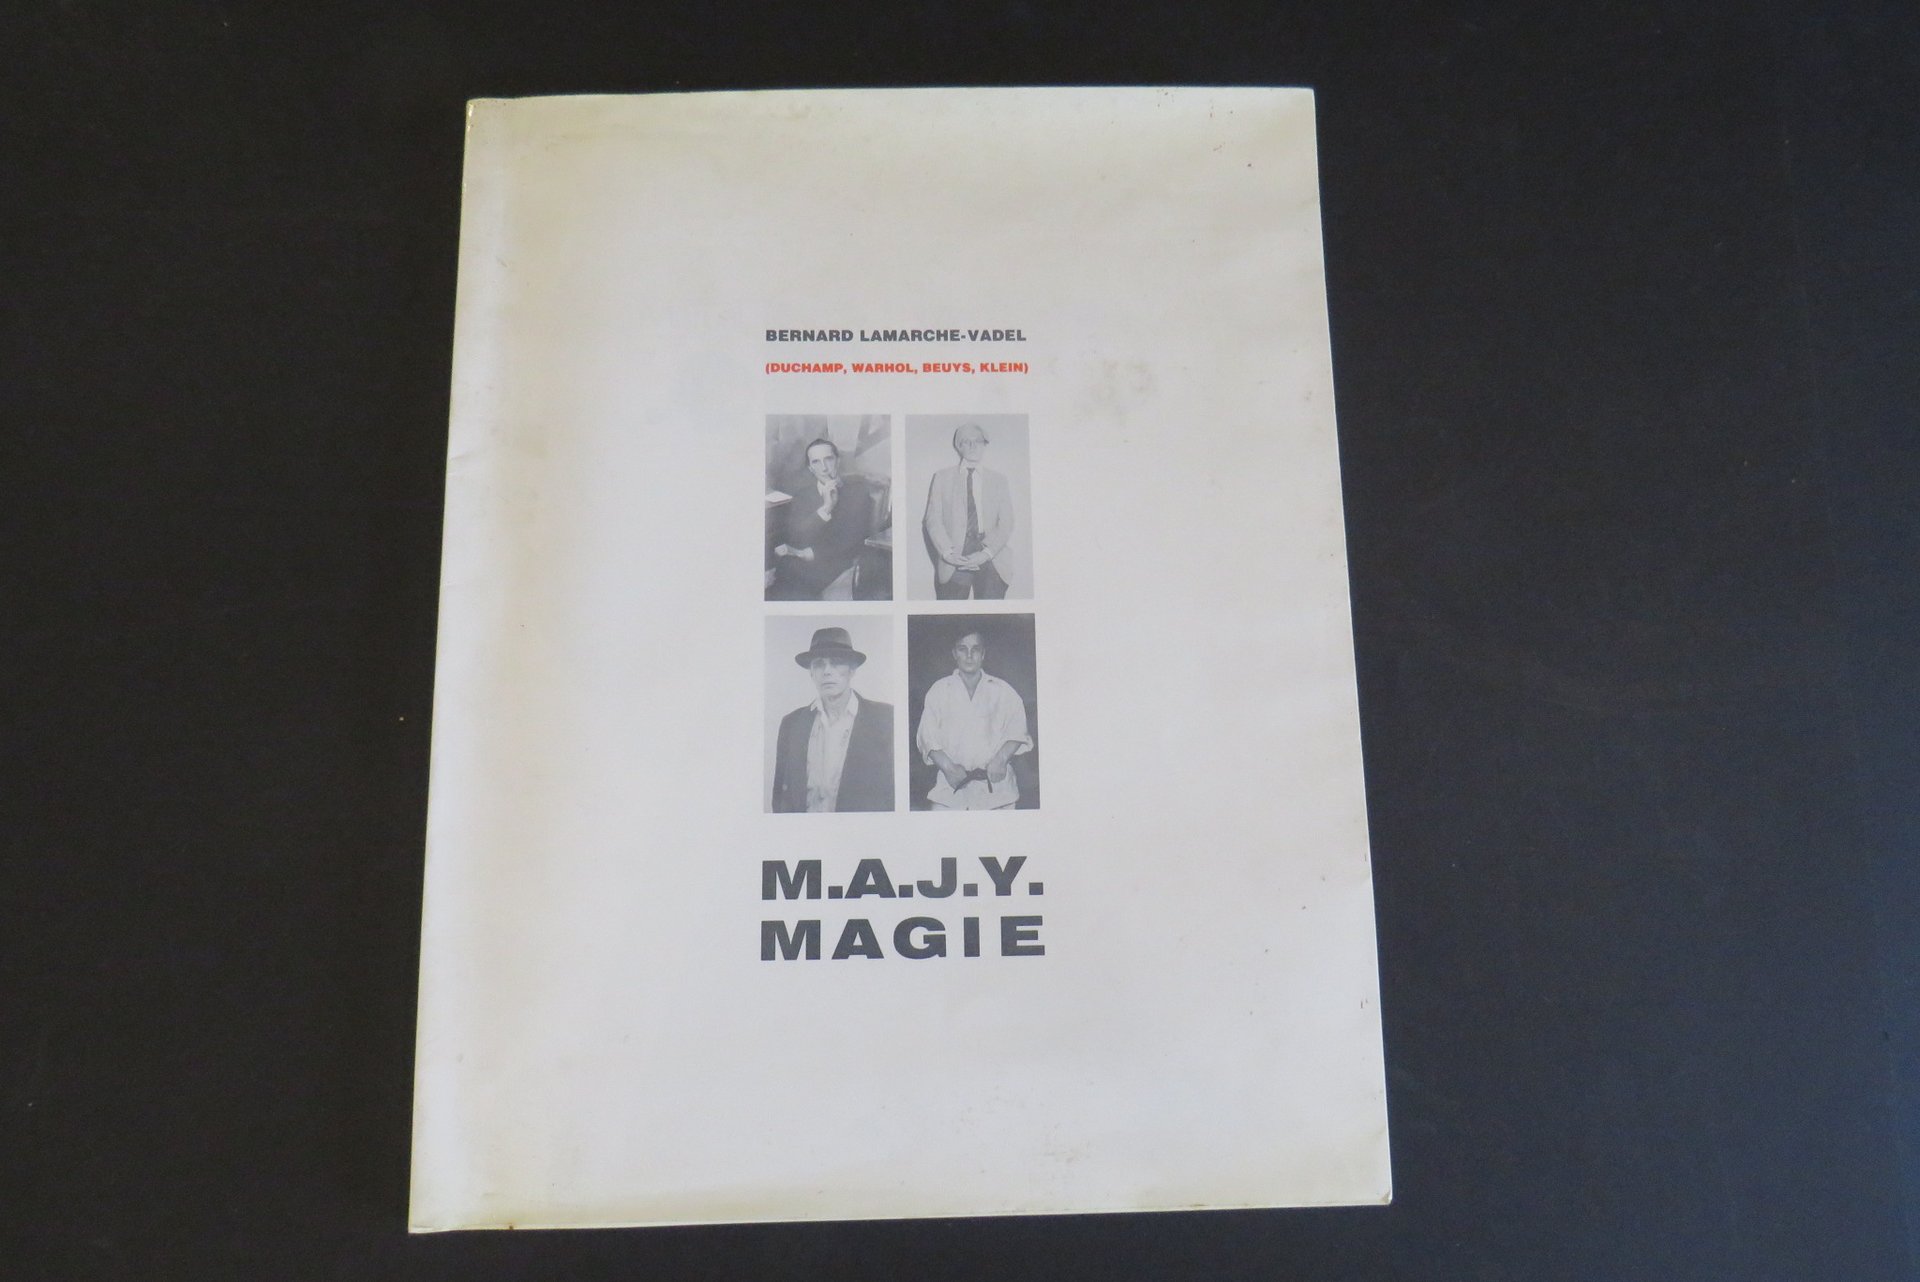 BERNARD LAMARCHE-VADEL
(DUCHAMP, WARHOL, BEUYS, KLEIN)
M.A.J.Y.
MAGIE